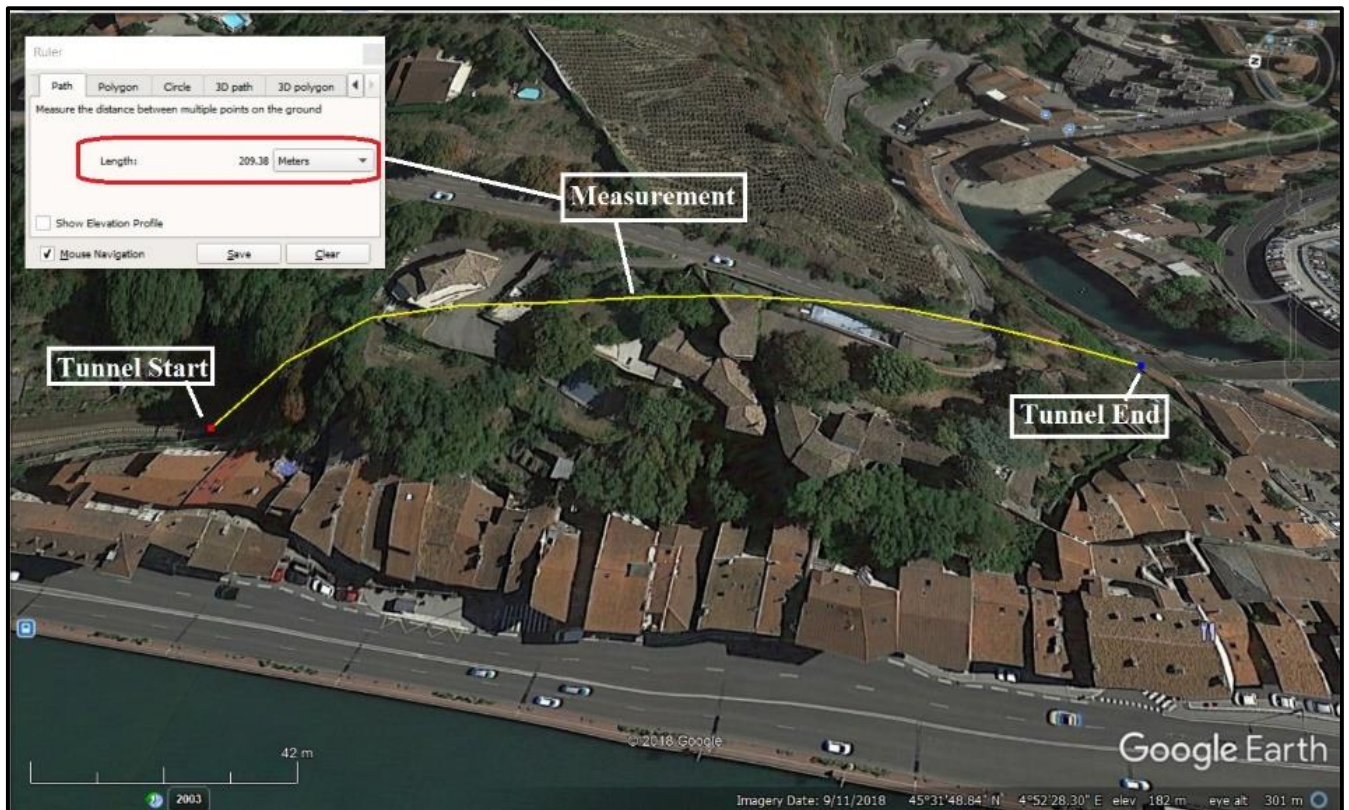 Ruler
Path Polygon Circle 3D path 3D polygon
Measure the distance between multiple points on the ground
Length: 209.38 Meters
Show Elevation Profile
Mouse Navigation Save Clear
Measurement
Tunnel Start
Tunnel End
N
© 2018 Google
42 m
Google Earth
2003
Imagery Date: 9/11/2018 45°31'48.84" N 4°52'28.30" E elev 182 m eye alt 301 m